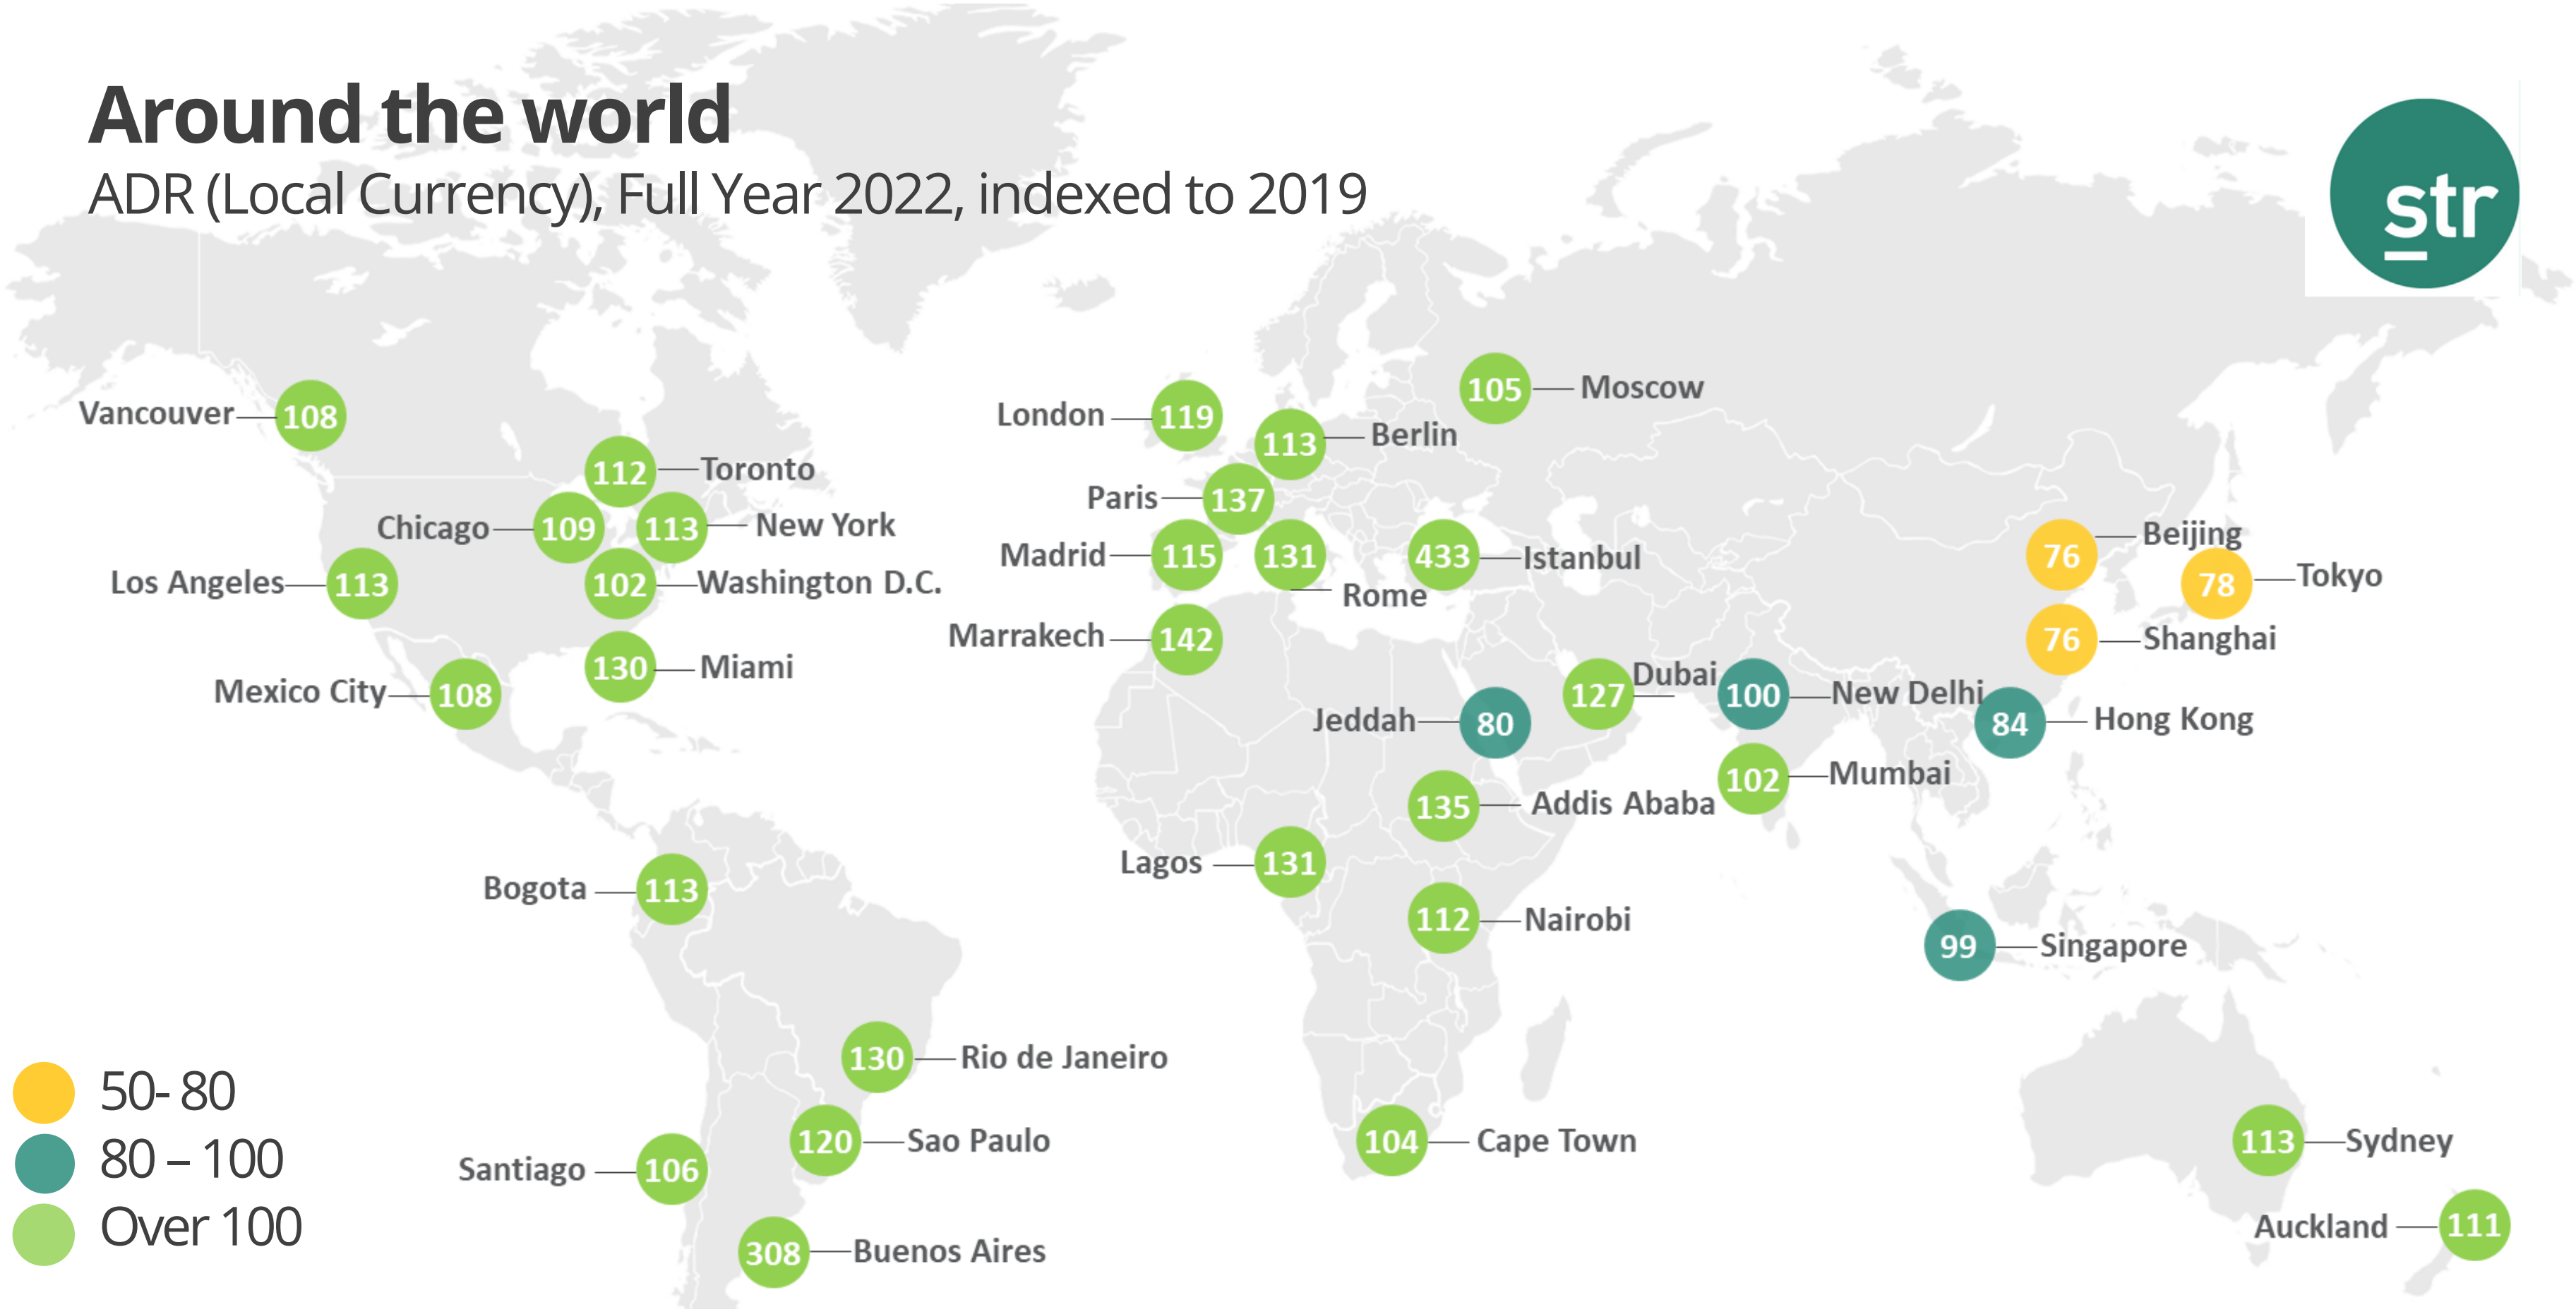 Around the world
ADR (Local Currency), Full Year 2022, indexed to 2019
str
Vancouver 108
112 Toronto
Chicago 109
113 New York
Los Angeles 113
102 Washington D.C.
130 Miami
Mexico City 108
Bogota 113
130 Rio de Janeiro
120 Sao Paulo
Santiago 106
308 Buenos Aires
London 119
113 Berlin
105 Moscow
Paris 137
Madrid 115
131 Rome
433 Istanbul
Marrakech 142
Jeddah 80
127 Dubai
100 New Delhi
102 Mumbai
135 Addis Ababa
Lagos 131
112 Nairobi
104 Cape Town
76 Beijing
78 Tokyo
76 Shanghai
84 Hong Kong
99 Singapore
113 Sydney
Auckland 111
50- 80
80 – 100
Over 100